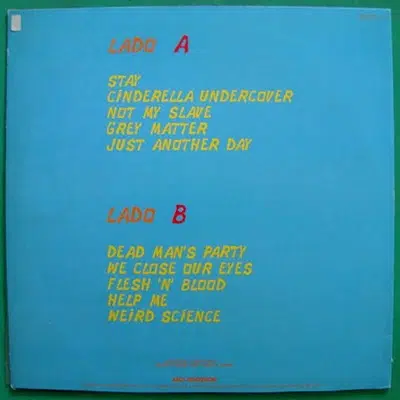 LADO A
STAY
CINDERELLA UNDERCOVER
NOT MY SLAVE
GREY MATTER
JUST ANOTHER DAY
LADO B
DEAD MAN'S PARTY
WE CLOSE OUR EYES
FLESH 'N' BLOOD
HELP ME
WEIRD SCIENCE